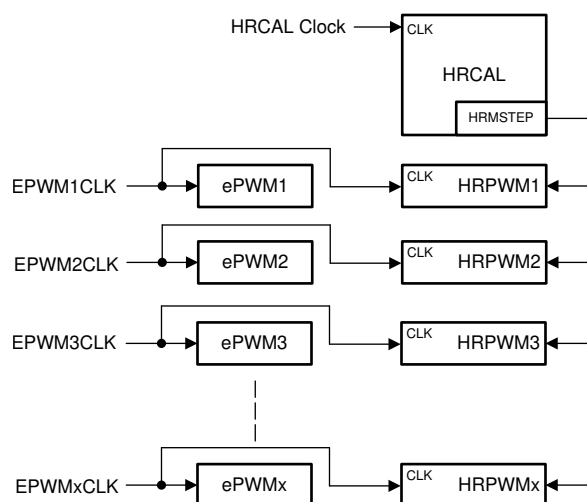 HRCAL Clock
CLK
HRCAL
HRMSTEP
EPWM1CLK
ePWM1
CLK
HRPWM1
EPWM2CLK
ePWM2
CLK
HRPWM2
EPWM3CLK
ePWM3
CLK
HRPWM3
EPWMxCLK
ePWMx
CLK
HRPWMx